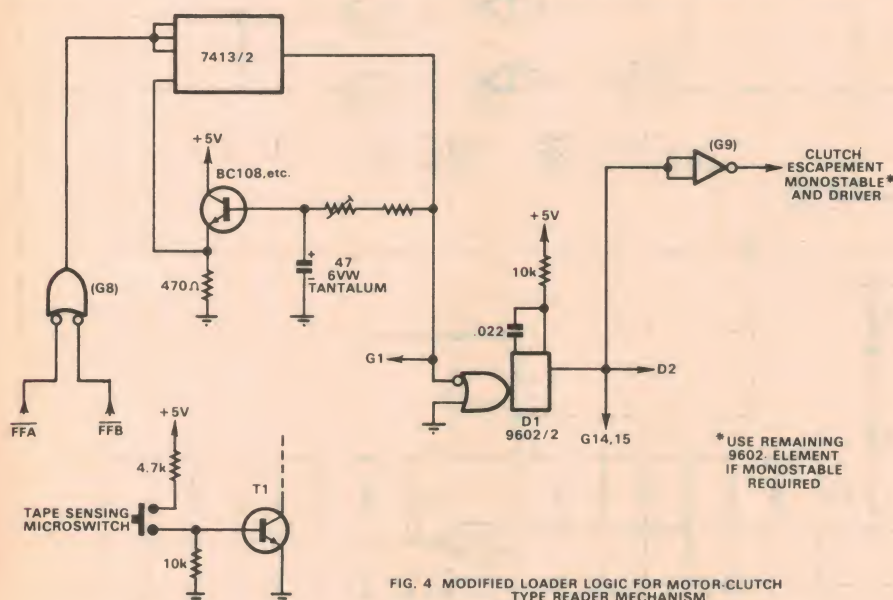 7413/2
+5V
BC108,etc.
(G8)
470Ω
+
47
6VW
TANTALUM
−
(G9)
CLUTCH
ESCAPEMENT
MONOSTABLE*
AND DRIVER
+5V
10k
.022
G1
D2
D1
9602/2
G14,15
FFA
FFB
+5V
4.7k
T1
TAPE SENSING
MICROSWITCH
10k
*USE REMAINING
9602 ELEMENT
IF MONOSTABLE
REQUIRED
FIG. 4 MODIFIED LOADER LOGIC FOR MOTOR-CLUTCH
TYPE READER MECHANISM